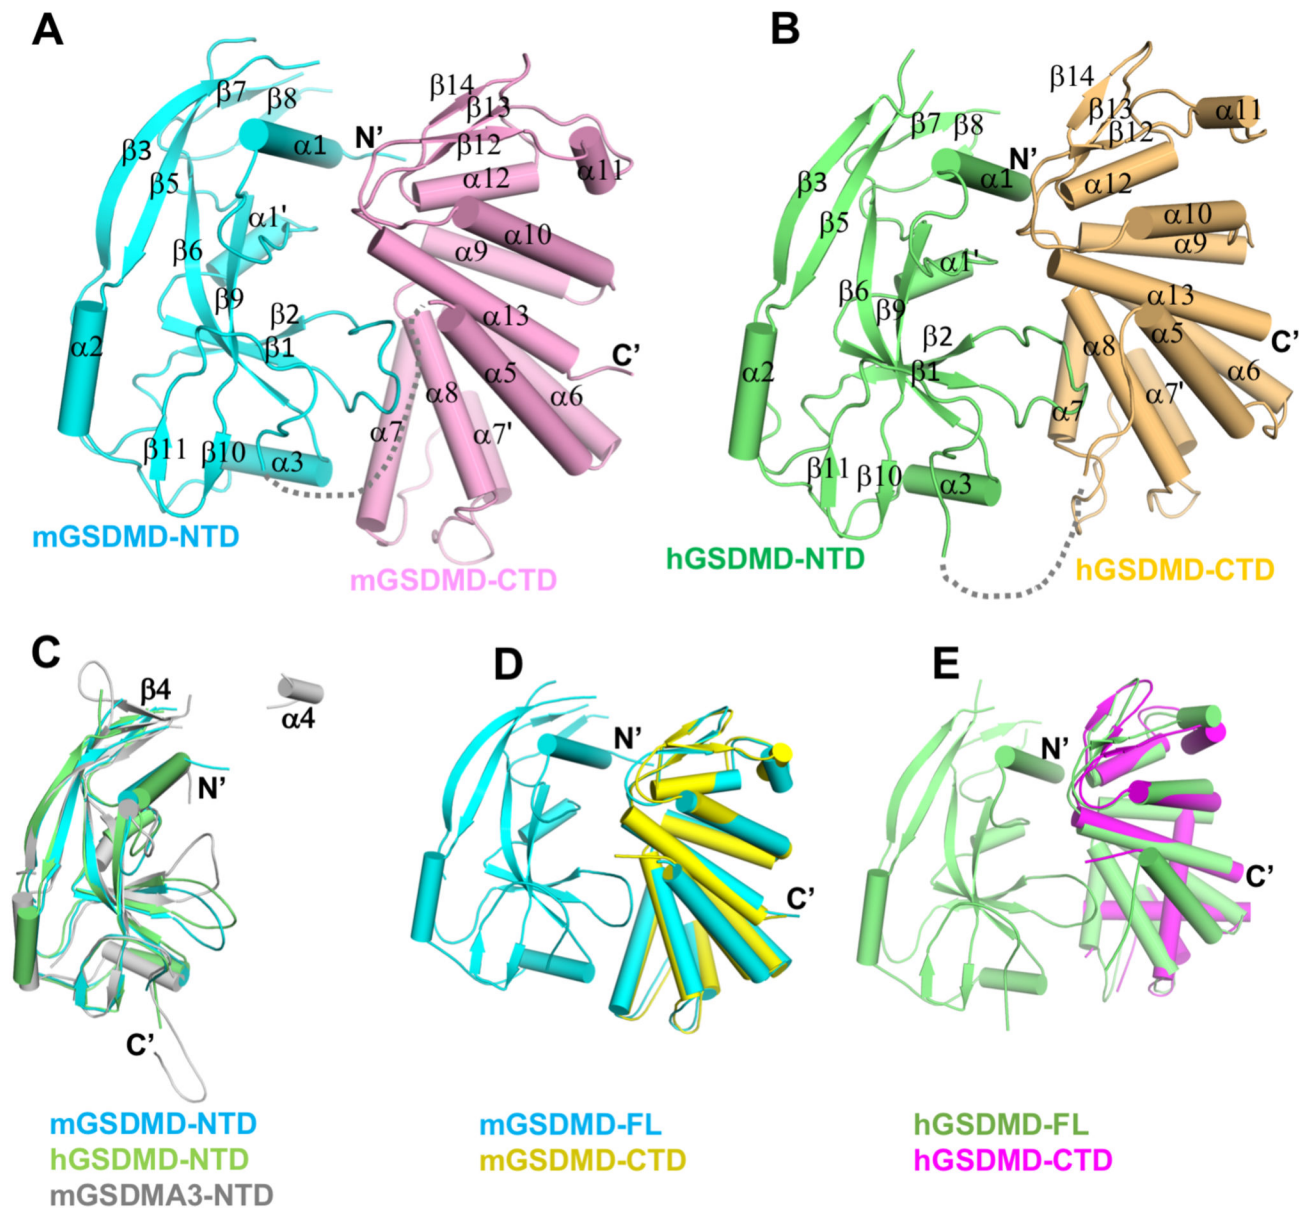 A
β7
β8
β3
α1
N’
β5
α1'
β6
β9
β2
β1
α2
β11
β10
α3
mGSDMD-NTD
β14
β13
β12
α12
α11
α10
α9
α13
C’
α5
α8
α6
α7
α7'
mGSDMD-CTD
B
β7
β8
β3
α1
N’
β5
α1'
β6
β9
β2
β1
α2
β11
β10
α3
hGSDMD-NTD
β14
β13
β12
α11
α12
α10
α9
α13
C’
α5
α8
α6
α7
α7'
hGSDMD-CTD
C
β4
α4
N’
C’
mGSDMD-NTD
hGSDMD-NTD
mGSDMA3-NTD
D
N’
C’
mGSDMD-FL
mGSDMD-CTD
E
N’
C’
hGSDMD-FL
hGSDMD-CTD